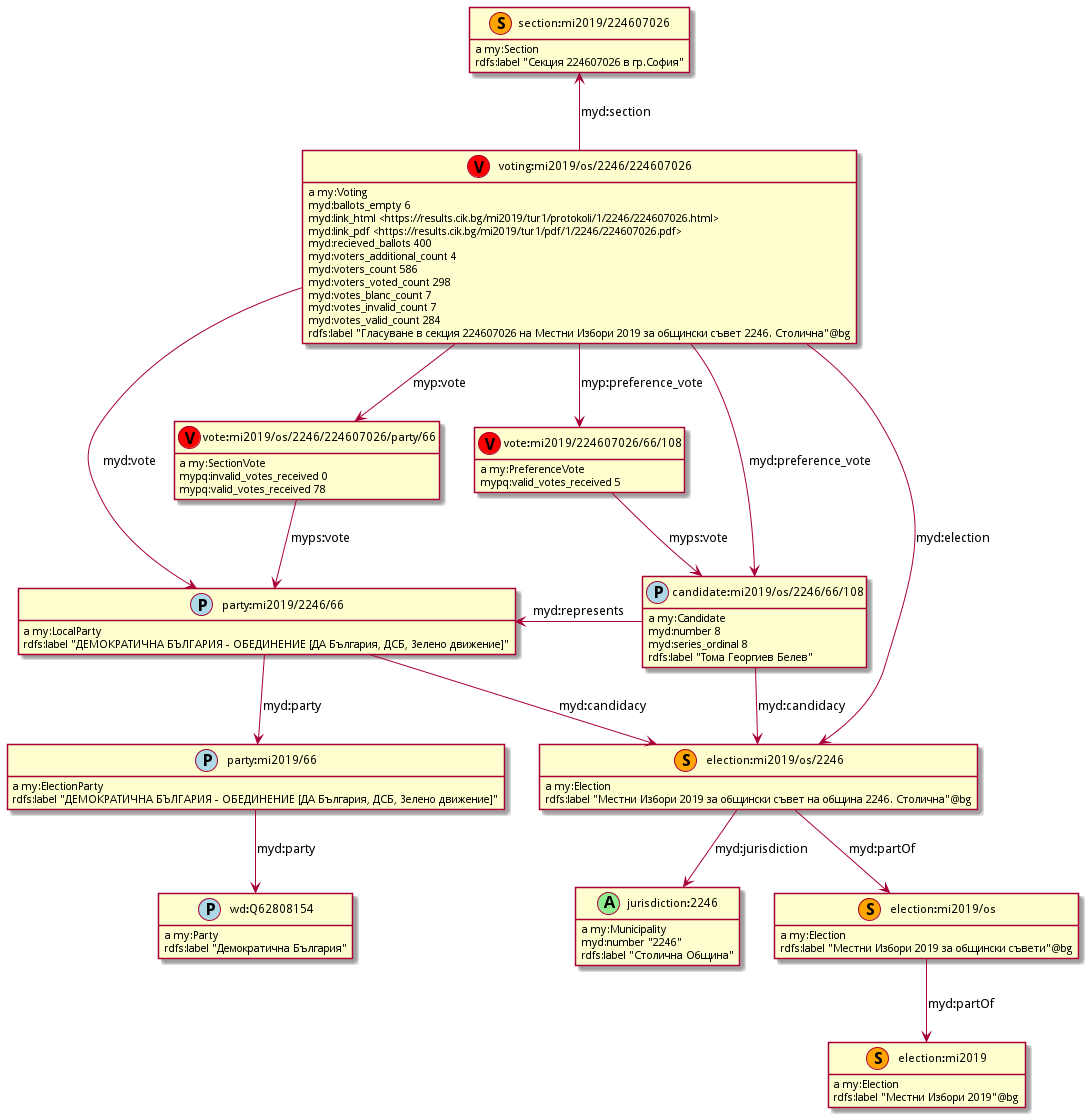 S section:mi2019/224607026
a my:Section
rdfs:label "Секция 224607026 в гр.София"
myd:section
V voting:mi2019/os/2246/224607026
a my:Voting
myd:ballots_empty 6
myd:link_html <https://results.cik.bg/mi2019/tur1/protokoli/1/2246/224607026.html>
myd:link_pdf <https://results.cik.bg/mi2019/tur1/pdf/1/2246/224607026.pdf>
myd:recieved_ballots 400
myd:voters_additional_count 4
myd:voters_count 586
myd:voters_voted_count 298
myd:votes_blanc_count 7
myd:votes_invalid_count 7
myd:votes_valid_count 284
rdfs:label "Гласуване в секция 224607026 на Местни Избори 2019 за общински съвет 2246. Столична"@bg
myp:vote
myp:preference_vote
myd:vote
V vote:mi2019/os/2246/224607026/party/66
a my:SectionVote
mypq:invalid_votes_received 0
mypq:valid_votes_received 78
V vote:mi2019/224607026/66/108
a my:PreferenceVote
mypq:valid_votes_received 5
myd:preference_vote
myps:vote
myps:vote
myd:election
P party:mi2019/2246/66
a my:LocalParty
rdfs:label "ДЕМОКРАТИЧНА БЪЛГАРИЯ - ОБЕДИНЕНИЕ [ДА България, ДСБ, Зелено движение]"
myd:represents
P candidate:mi2019/os/2246/66/108
a my:Candidate
myd:number 8
myd:series_ordinal 8
rdfs:label "Тома Георгиев Белев"
myd:party
myd:candidacy
myd:candidacy
P party:mi2019/66
a my:ElectionParty
rdfs:label "ДЕМОКРАТИЧНА БЪЛГАРИЯ - ОБЕДИНЕНИЕ [ДА България, ДСБ, Зелено движение]"
S election:mi2019/os/2246
a my:Election
rdfs:label "Местни Избори 2019 за общински съвет на община 2246. Столична"@bg
myd:party
myd:jurisdiction
myd:partOf
P wd:Q62808154
a my:Party
rdfs:label "Демократична България"
A jurisdiction:2246
a my:Municipality
myd:number "2246"
rdfs:label "Столична Община"
S election:mi2019/os
a my:Election
rdfs:label "Местни Избори 2019 за общински съвети"@bg
myd:partOf
S election:mi2019
a my:Election
rdfs:label "Местни Избори 2019"@bg